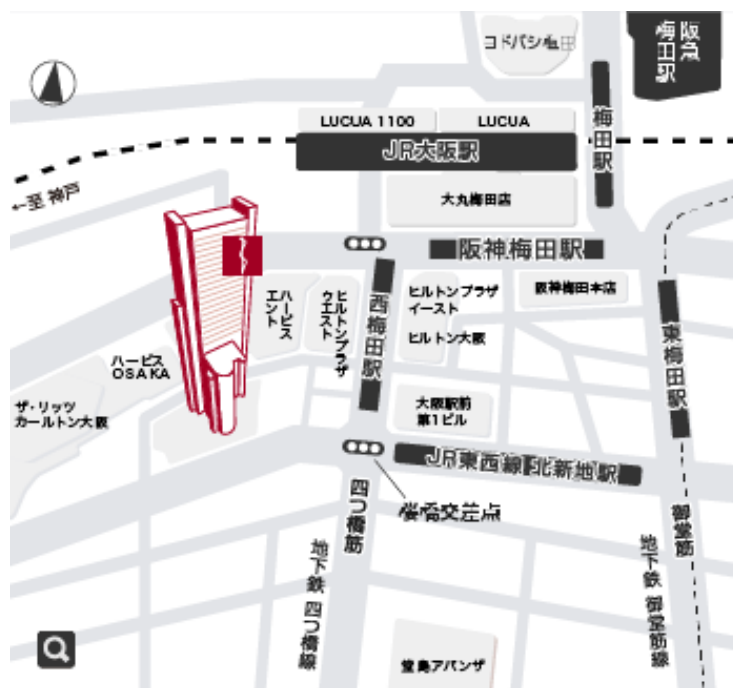 ヨドバシ梅田
阪急
梅田駅
梅田駅
LUCUA 1100
LUCUA
JR大阪駅
←至 神戸
大丸梅田店
阪神梅田駅
ハービス
エント
ヒルトンプラザ
ウエスト
西梅田駅
ヒルトンプラザ
イースト
ヒルトン大阪
阪神梅田本店
東梅田駅
ハービス
OSAKA
ザ・リッツ
カールトン大阪
大阪駅前
第1ビル
JR東西線 北新地駅
桜橋交差点
四つ橋筋
御堂筋
地下鉄 四つ橋線
地下鉄 御堂筋線
堂島アバンザ